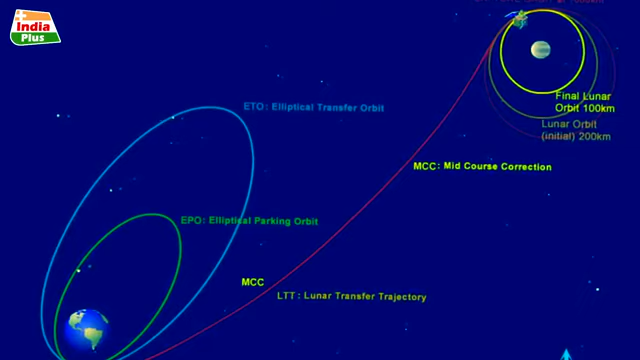 India
Plus
ETO: Elliptical Transfer Orbit
Final Lunar
Orbit 100km
Lunar Orbit
(initial) 200km
MCC: Mid Course Correction
EPO: Elliptical Parking Orbit
MCC
LTT: Lunar Transfer Trajectory